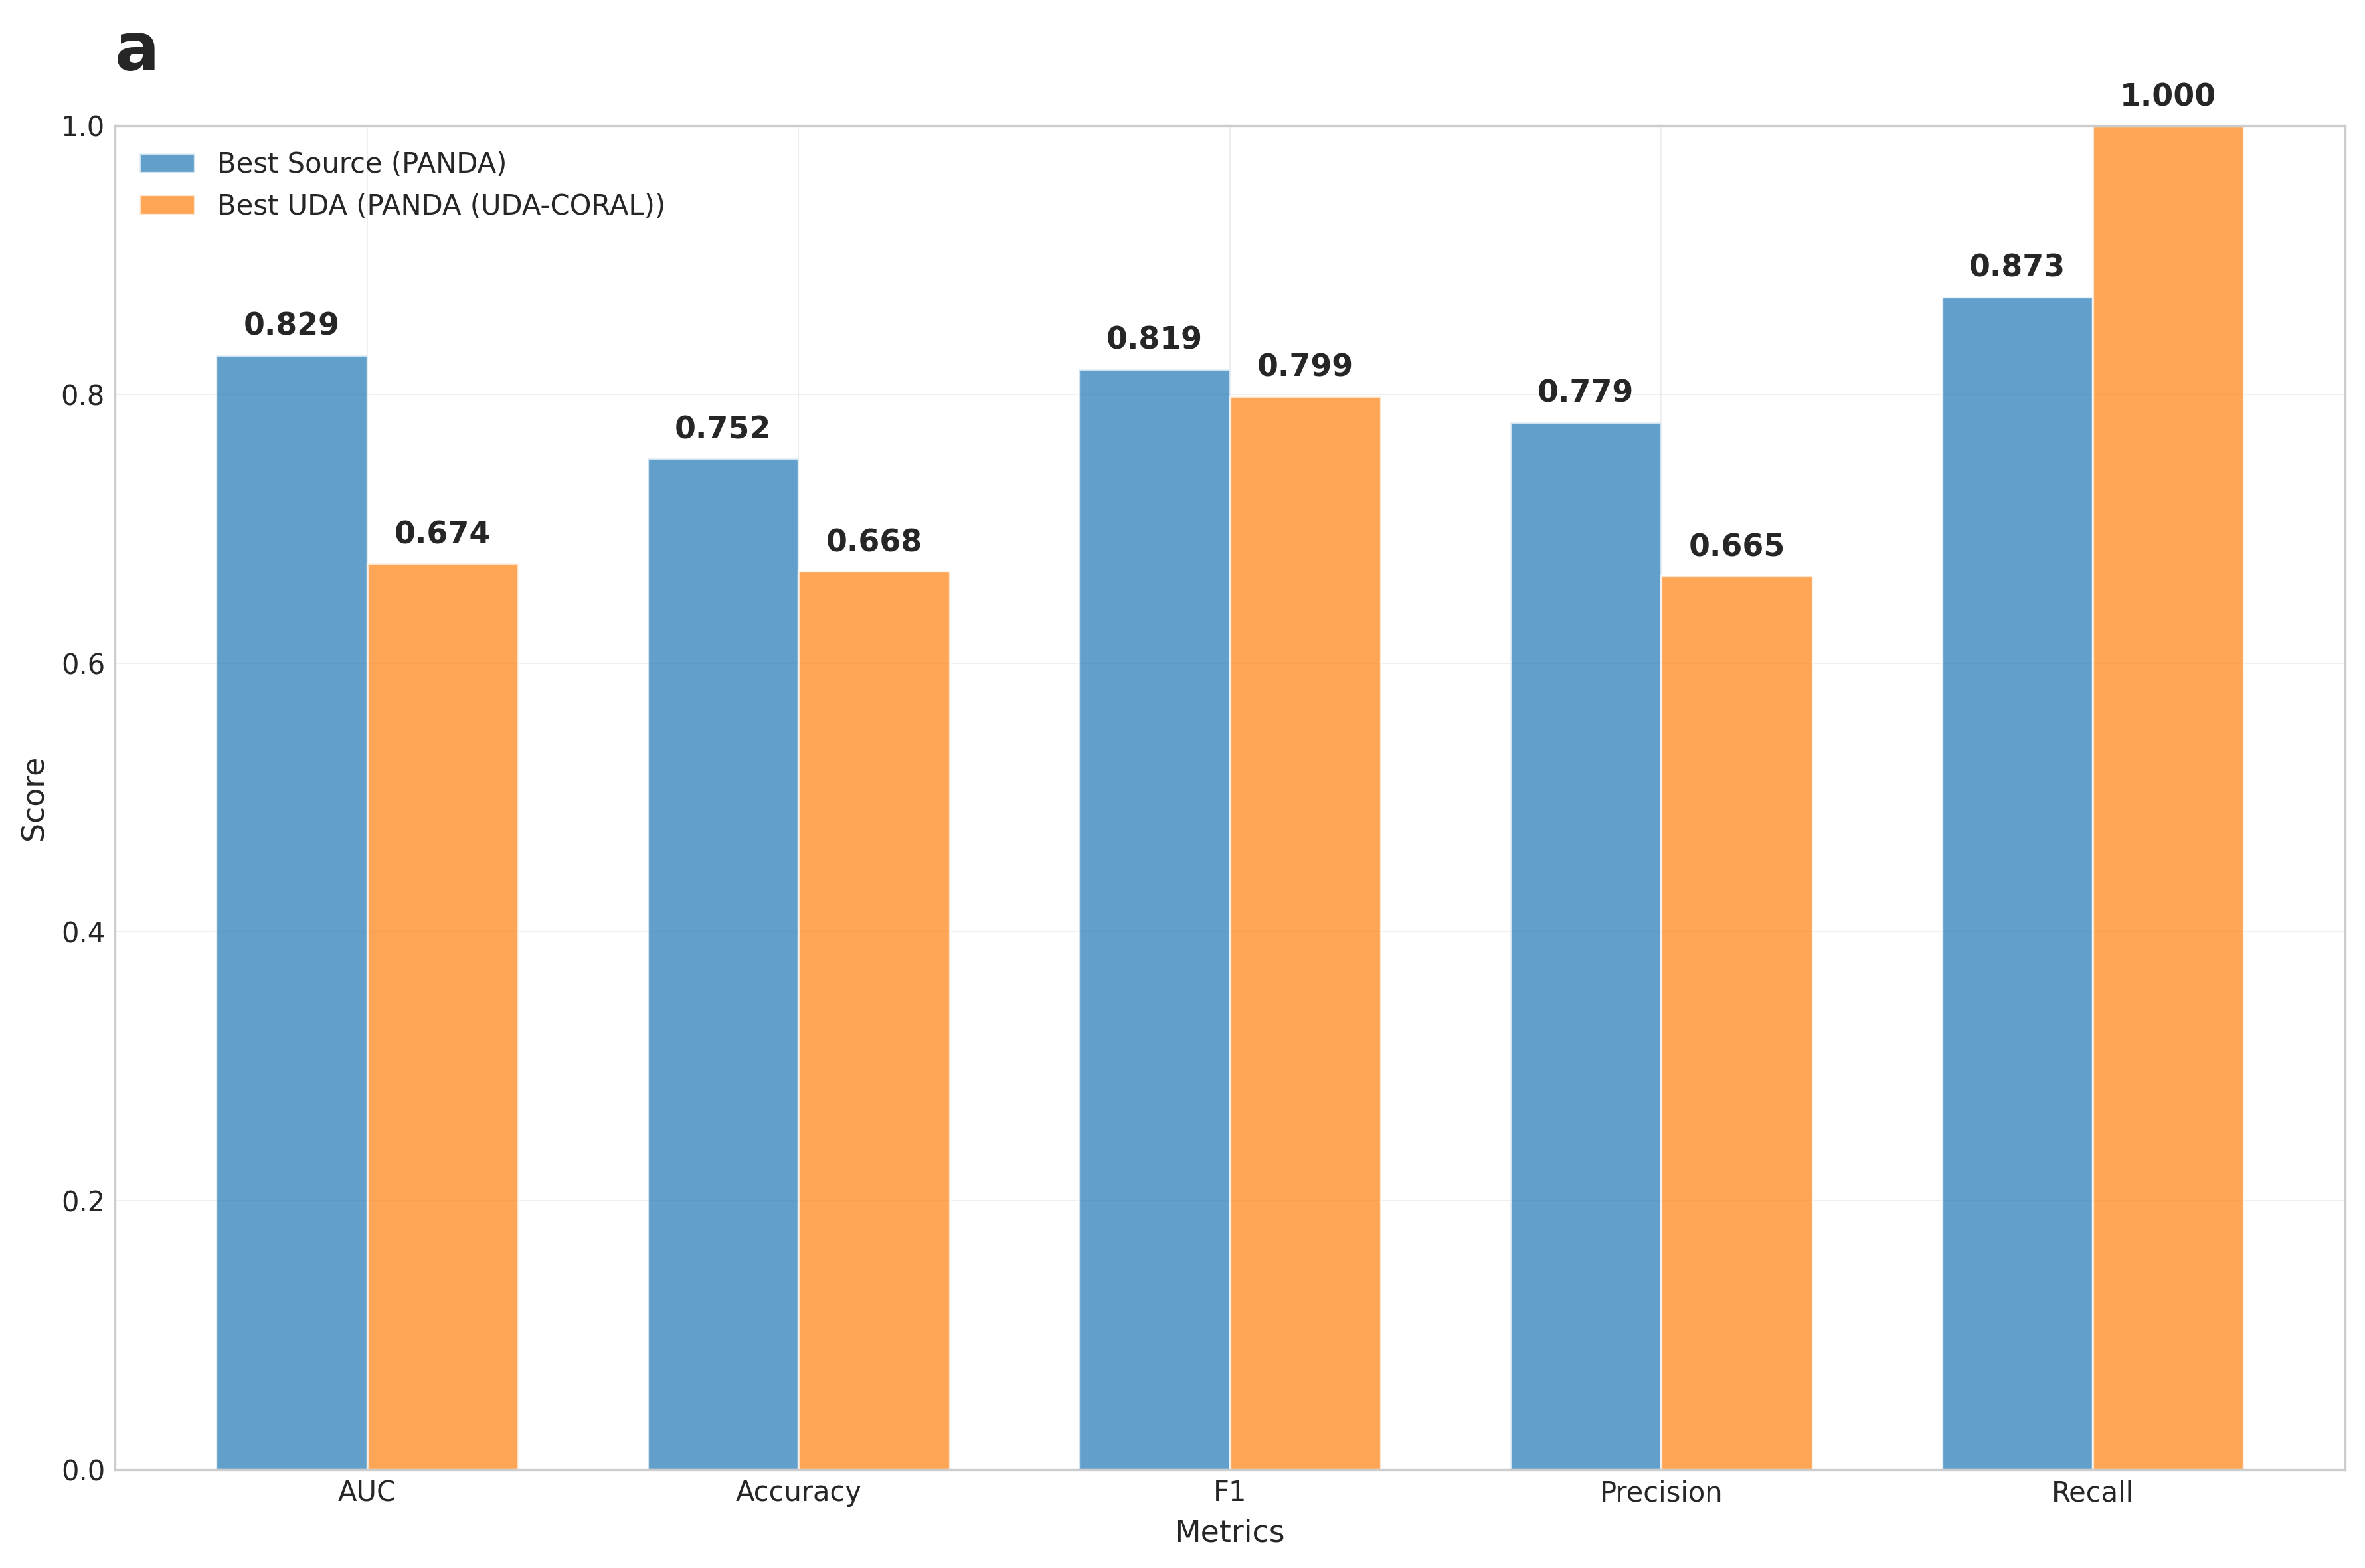 a
1.000
1.0
Best Source (PANDA)
Best UDA (PANDA (UDA-CORAL))
0.873
0.829
0.819
0.799
0.8
0.779
0.752
0.674
0.668
0.665
0.6
Score
0.4
0.2
0.0
AUC Accuracy F1 Precision Recall
Metrics